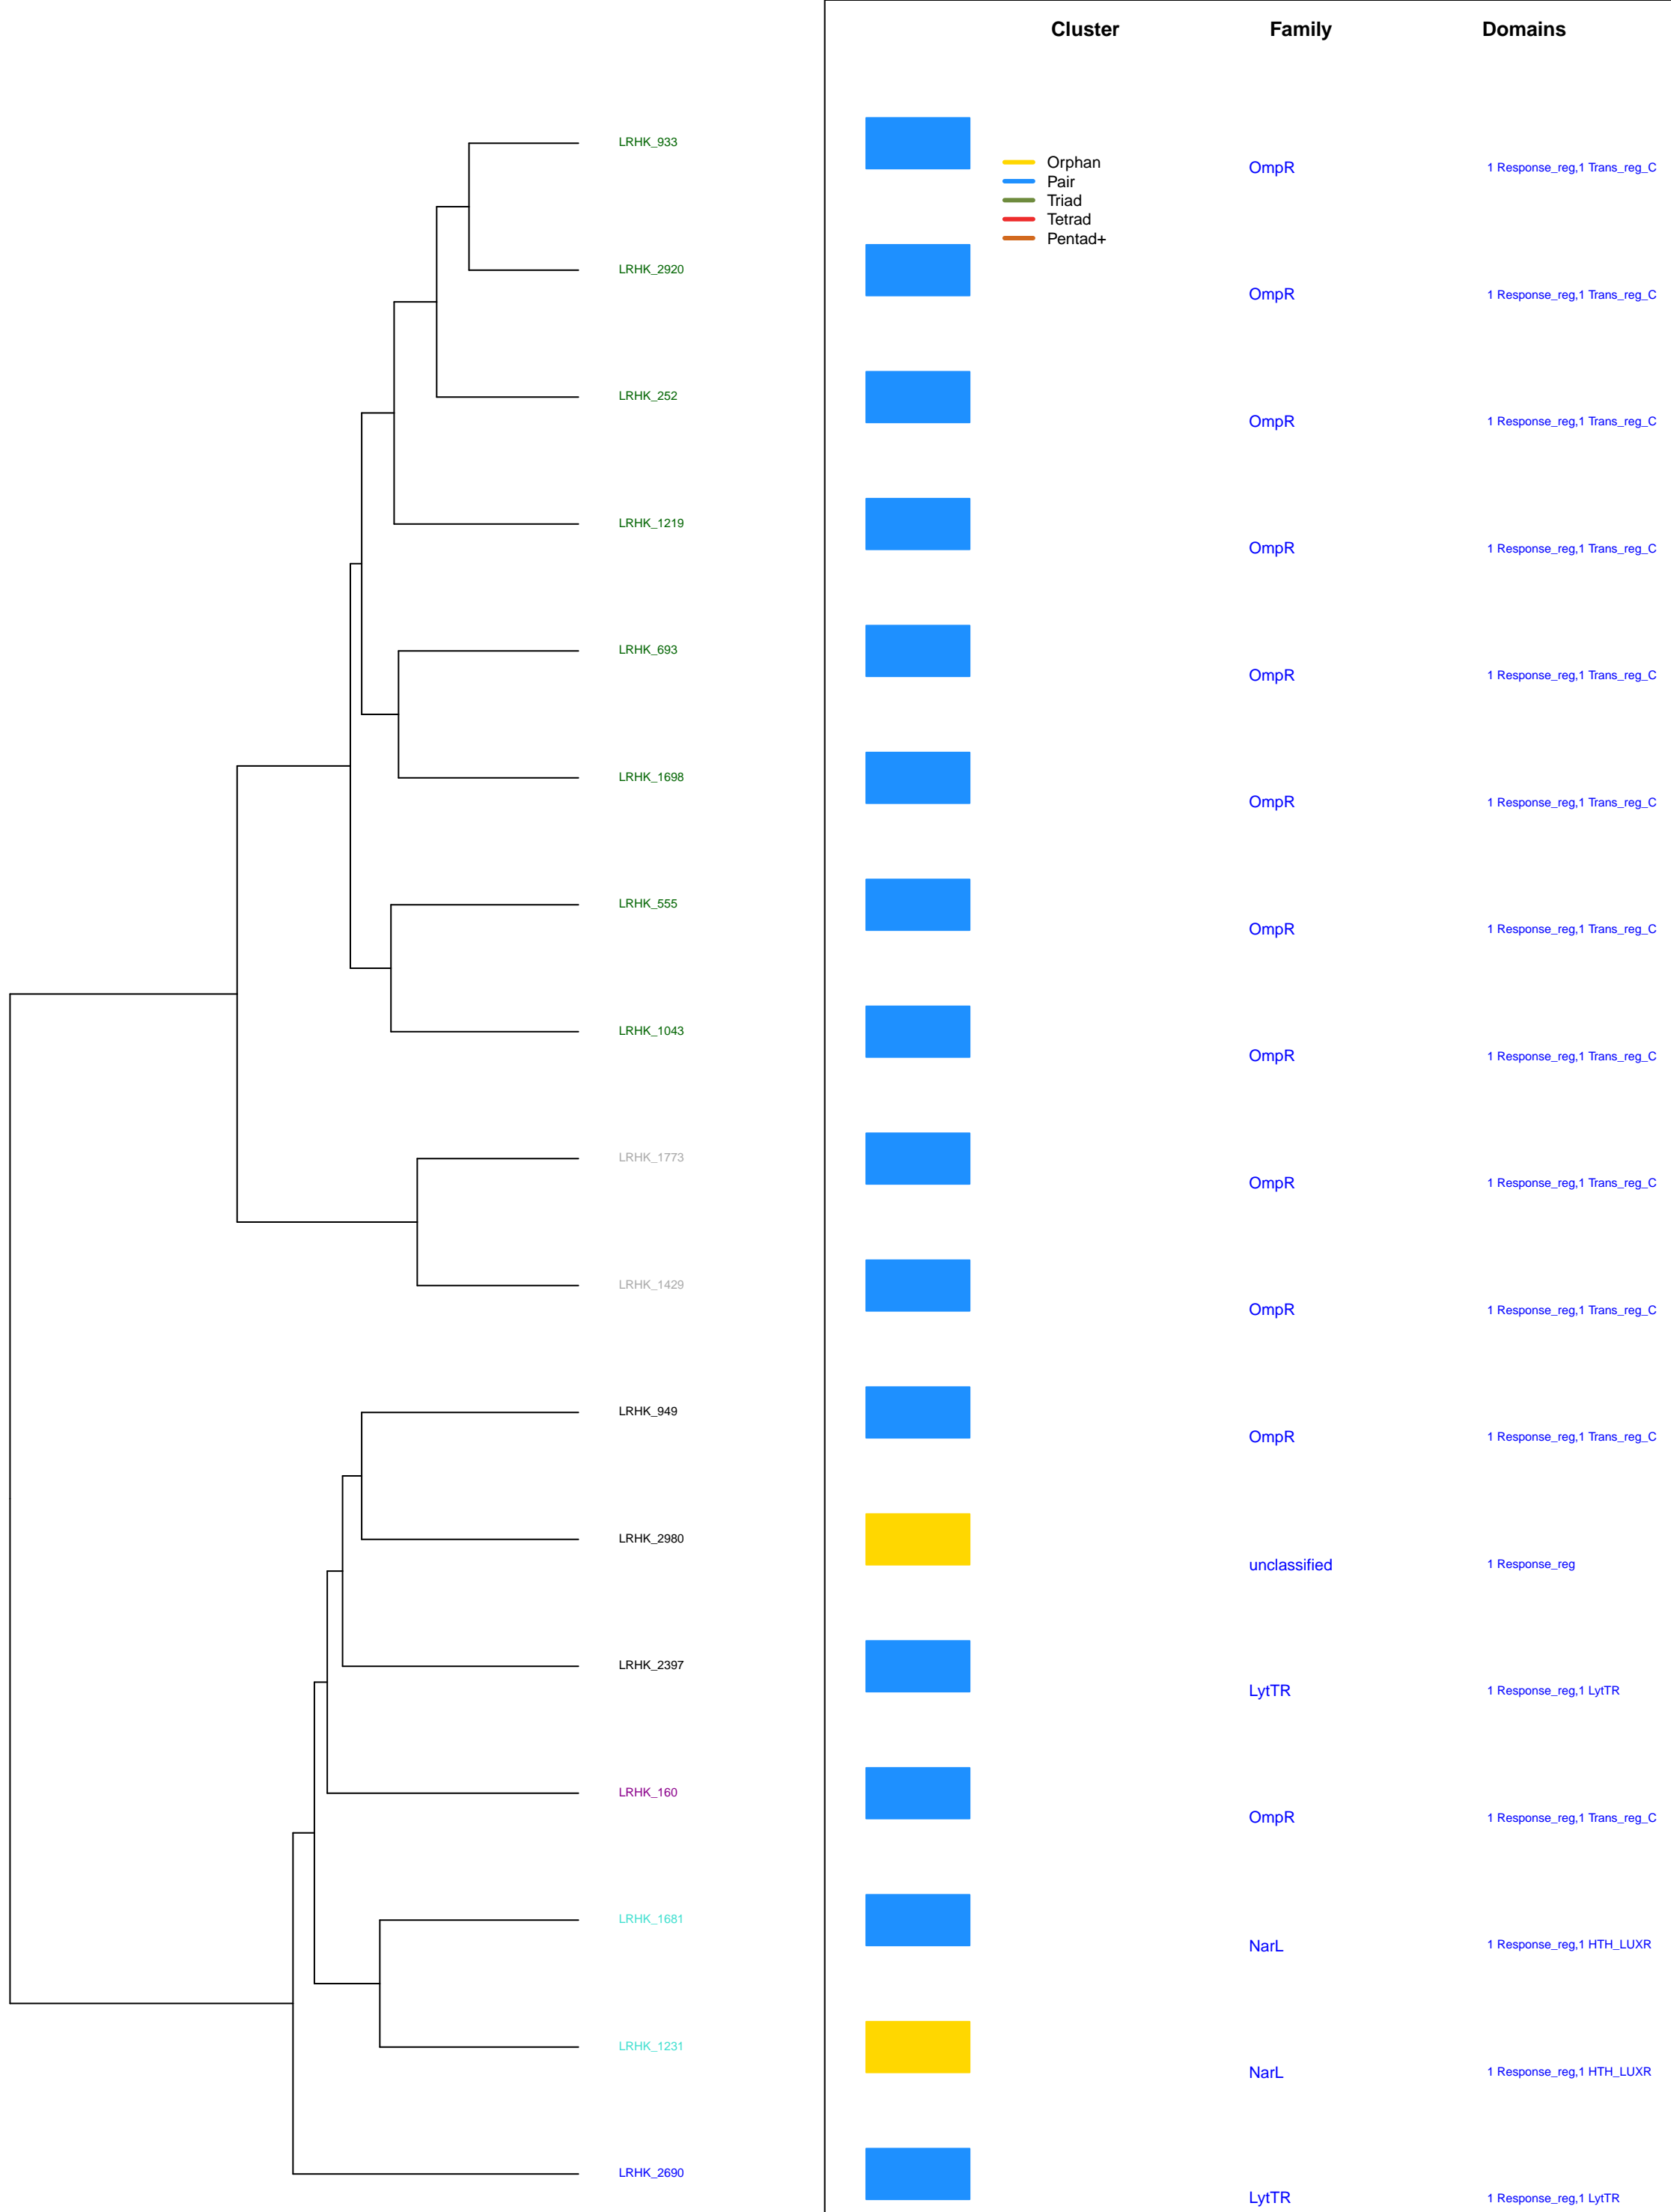 Cluster Family Domains
LRHK_933
Orphan
OmpR 1 Response_reg,1 Trans_reg_C
Pair
Triad
Tetrad
Pentad+
LRHK_2920
OmpR 1 Response_reg,1 Trans_reg_C
LRHK_252
OmpR 1 Response_reg,1 Trans_reg_C
LRHK_1219
OmpR 1 Response_reg,1 Trans_reg_C
LRHK_693
OmpR 1 Response_reg,1 Trans_reg_C
LRHK_1698
OmpR 1 Response_reg,1 Trans_reg_C
LRHK_555
OmpR 1 Response_reg,1 Trans_reg_C
LRHK_1043
OmpR 1 Response_reg,1 Trans_reg_C
LRHK_1773
OmpR 1 Response_reg,1 Trans_reg_C
LRHK_1429
OmpR 1 Response_reg,1 Trans_reg_C
LRHK_949
OmpR 1 Response_reg,1 Trans_reg_C
LRHK_2980
unclassified 1 Response_reg
LRHK_2397
LytTR 1 Response_reg,1 LytTR
LRHK_160
OmpR 1 Response_reg,1 Trans_reg_C
LRHK_1681
NarL 1 Response_reg,1 HTH_LUXR
LRHK_1231
NarL 1 Response_reg,1 HTH_LUXR
LRHK_2690
LytTR 1 Response_reg,1 LytTR